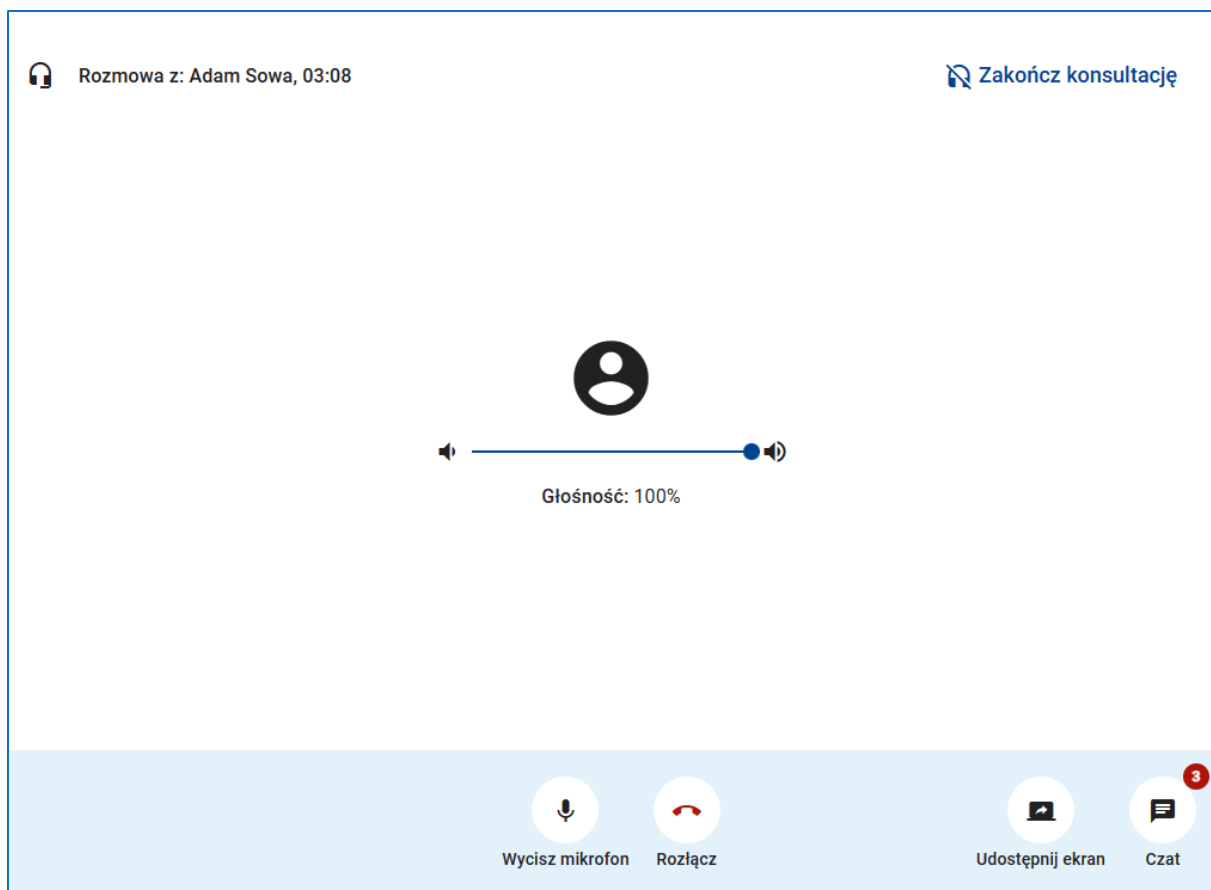 Rozmowa z: Adam Sowa, 03:08
Zakończ konsultację
Głośność: 100%
3
Wycisz mikrofon
Rozłącz
Udostępnij ekran
Czat